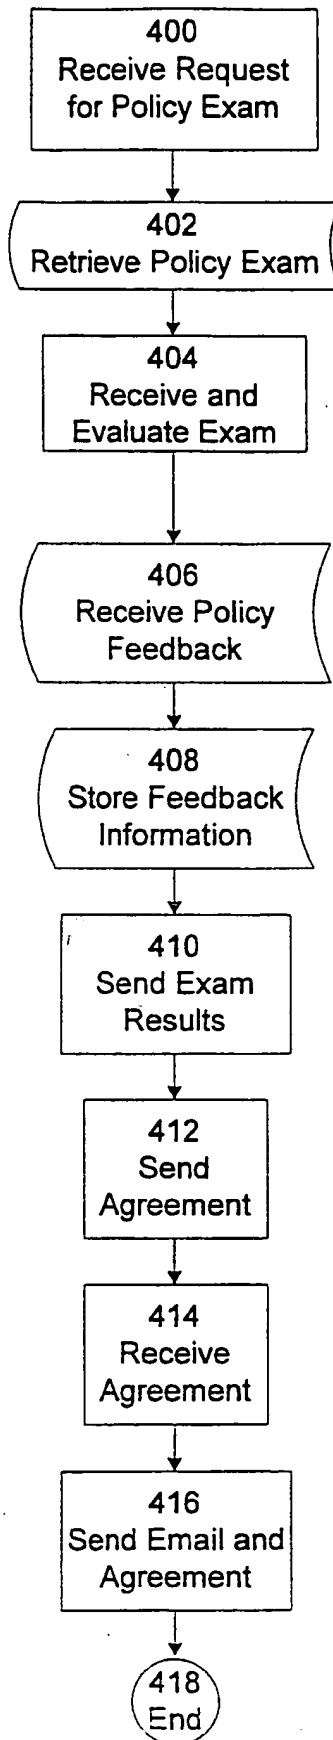 400
Receive Request
for Policy Exam
402
Retrieve Policy Exam
404
Receive and
Evaluate Exam
406
Receive Policy
Feedback
408
Store Feedback
Information
410
Send Exam
Results
412
Send
Agreement
414
Receive
Agreement
416
Send Email and
Agreement
418
End